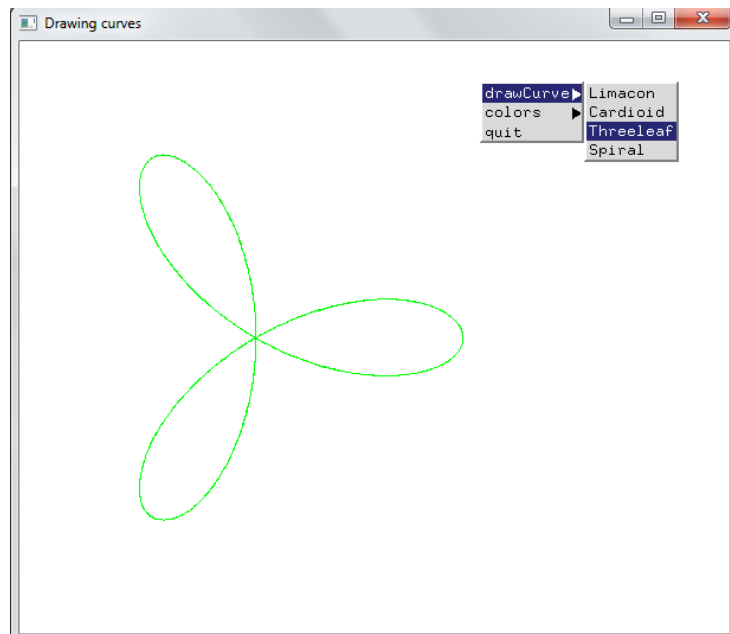 Drawing curves
drawCurve
colors
quit
Limacon
Cardioid
Threeleaf
Spiral